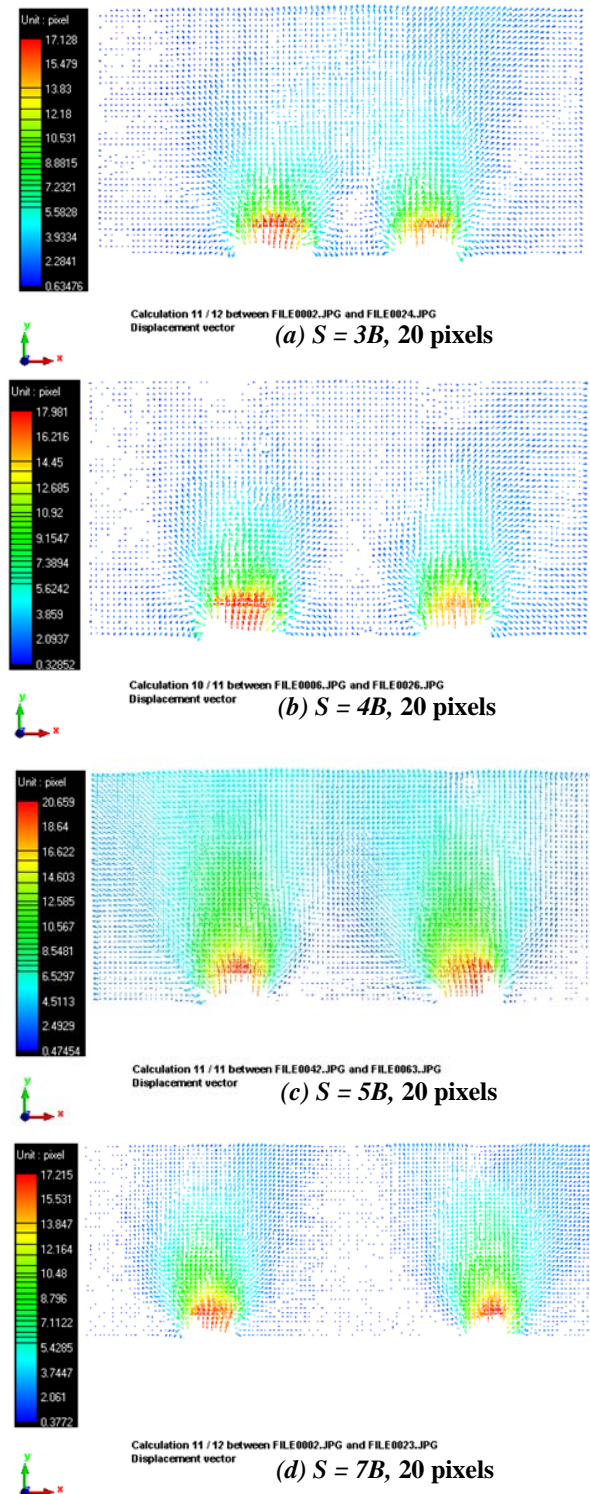 Unit : pixel
17.128
15.479
13.83
12.18
10.531
8.8815
7.2321
5.5828
3.9334
2.2841
0.63476
Calculation 11 / 12 between FILE0002.JPG and FILE0024.JPG
Displacement vector
y
x
(a) S = 3B, 20 pixels
Unit : pixel
17.981
16.216
14.45
12.685
10.92
9.1547
7.3894
5.6242
3.859
2.0937
0.32852
Calculation 10 / 11 between FILE0006.JPG and FILE0026.JPG
Displacement vector
y
x
(b) S = 4B, 20 pixels
Unit : pixel
20.659
18.64
16.622
14.603
12.585
10.567
8.5481
6.5297
4.5113
2.4929
0.47454
Calculation 11 / 11 between FILE0042.JPG and FILE0063.JPG
Displacement vector
y
x
(c) S = 5B, 20 pixels
Unit : pixel
17.215
15.531
13.847
12.164
10.48
8.796
7.1122
5.4285
3.7447
2.061
0.3772
Calculation 11 / 12 between FILE0002.JPG and FILE0023.JPG
Displacement vector
y
x
(d) S = 7B, 20 pixels